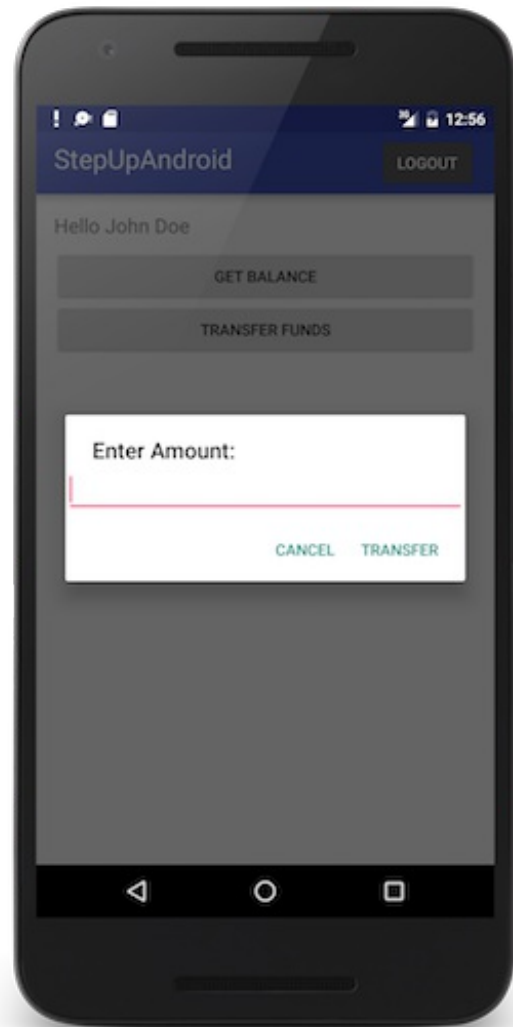 12:56
StepUpAndroid
LOGOUT
Hello John Doe
GET BALANCE
TRANSFER FUNDS
Enter Amount:
CANCEL TRANSFER